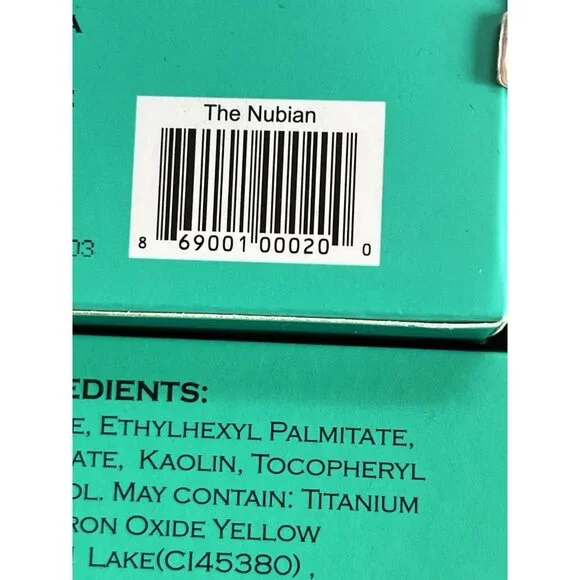 A
The Nubian
8 69001 00020 0
03
EDIENTS:
E, ETHYLHEXYL PALMITATE,
ATE, KAOLIN, TOCOPHERYL
OL. MAY CONTAIN: TITANIUM
RON OXIDE YELLOW
LAKE(CI45380) ,